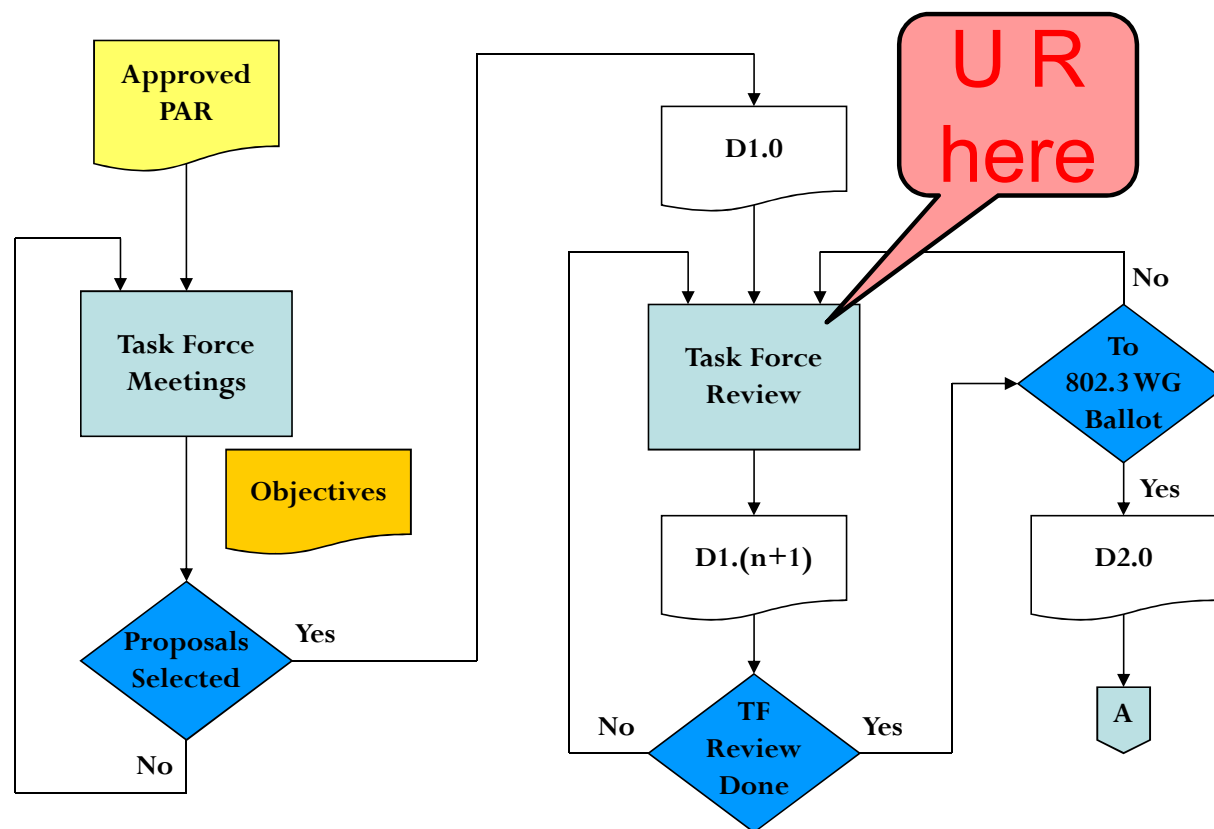 Approved
PAR
Task Force
Meetings
Objectives
Proposals
Selected
Yes
No
D1.0
U R
here
Task Force
Review
D1.(n+1)
TF
Review
Done
No
Yes
To
802.3 WG
Ballot
No
Yes
D2.0
A